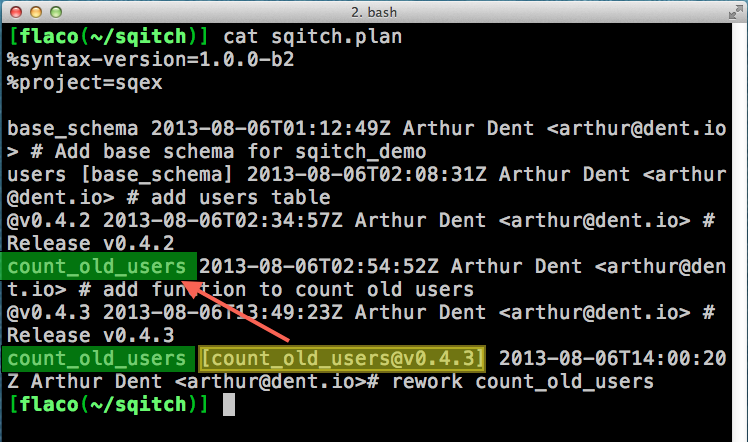 2. bash
[flaco(~/sqitch)] cat sqitch.plan
%syntax-version=1.0.0-b2
%project=sqex
base_schema 2013-08-06T01:12:49Z Arthur Dent <arthur@dent.io
> # Add base schema for sqitch_demo
users [base_schema] 2013-08-06T02:08:31Z Arthur Dent <arthur
@dent.io> # add users table
@v0.4.2 2013-08-06T02:34:57Z Arthur Dent <arthur@dent.io> #
Release v0.4.2
count_old_users 2013-08-06T02:54:52Z Arthur Dent <arthur@den
t.io> # add function to count old users
@v0.4.3 2013-08-06T13:49:23Z Arthur Dent <arthur@dent.io> #
Release v0.4.3
count_old_users [count_old_users@v0.4.3] 2013-08-06T14:00:20
Z Arthur Dent <arthur@dent.io># rework count_old_users
[flaco(~/sqitch)]